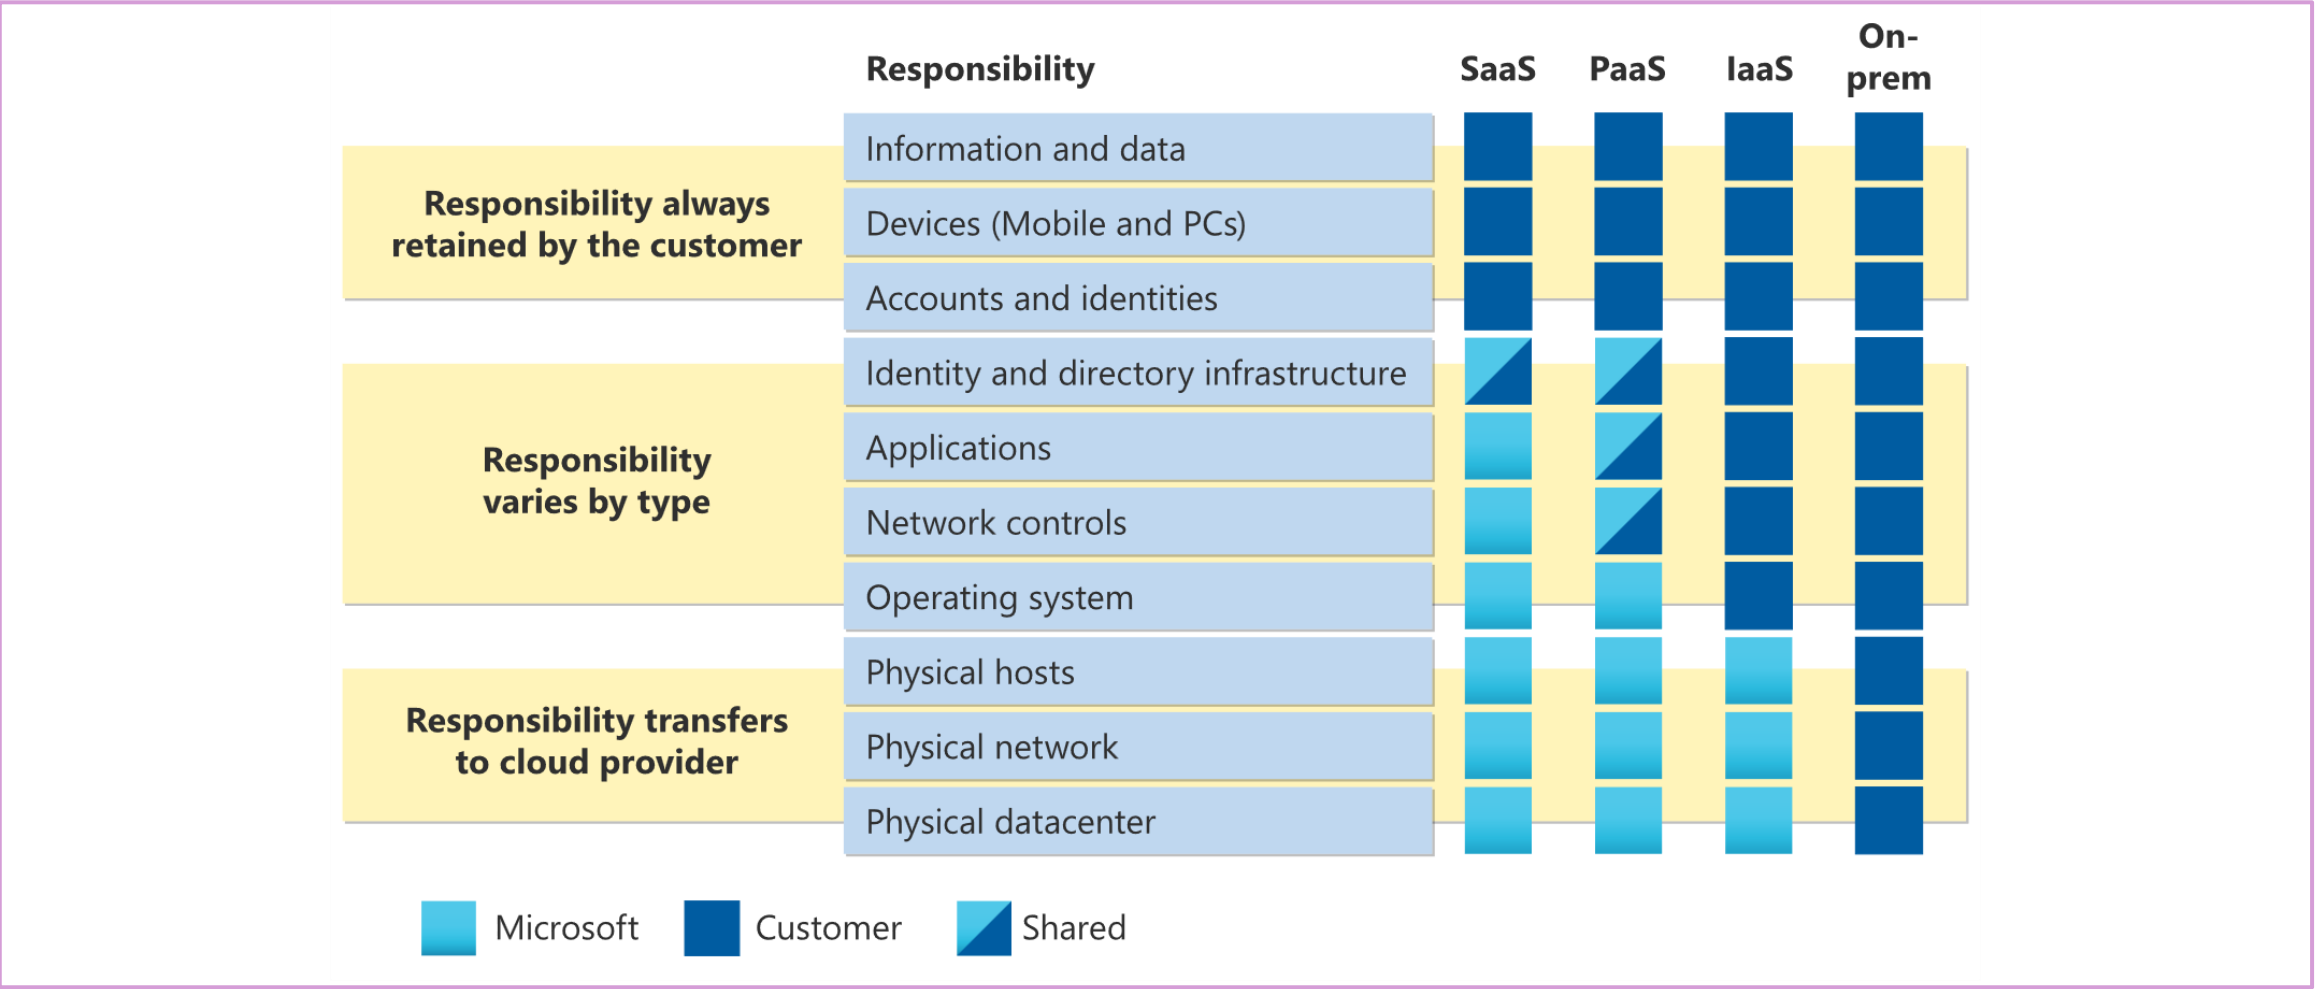 Responsibility SaaS PaaS IaaS On-
prem
Responsibility always
retained by the customer
Information and data
Devices (Mobile and PCs)
Accounts and identities
Responsibility
varies by type
Identity and directory infrastructure
Applications
Network controls
Operating system
Responsibility transfers
to cloud provider
Physical hosts
Physical network
Physical datacenter
Microsoft Customer Shared